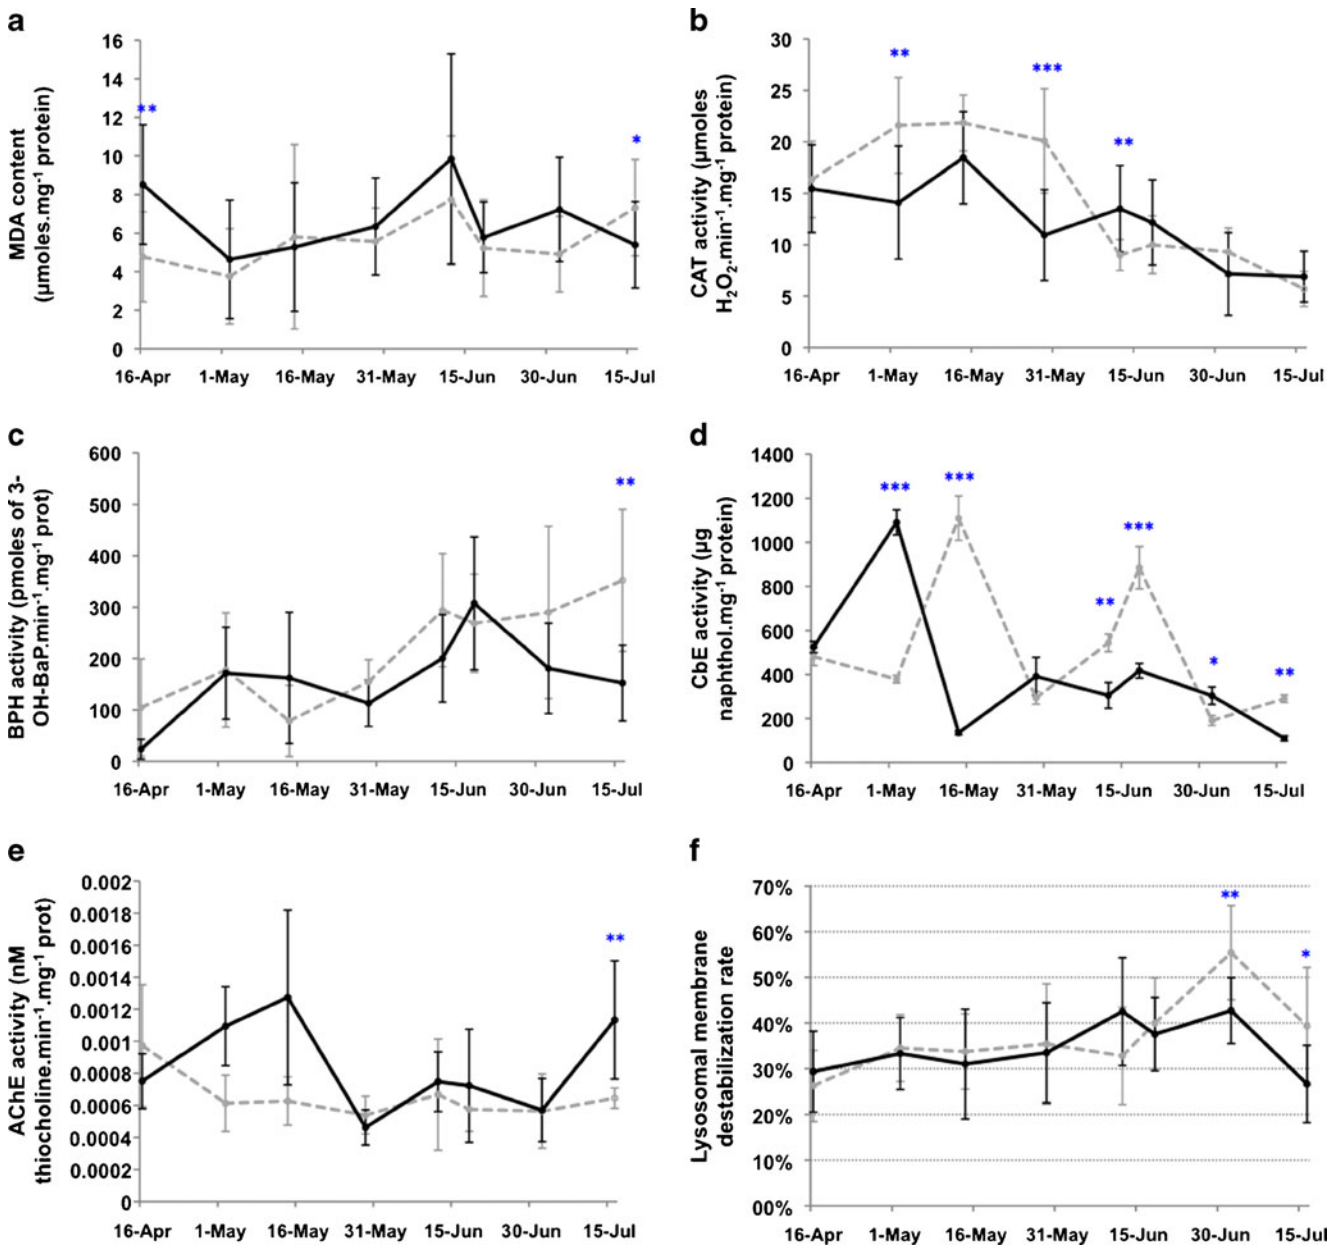 a
MDA content
(µmoles.mg⁻¹ protein)
16
14
12
10
8
6
4
2
0
**
*
16-Apr 1-May 16-May 31-May 15-Jun 30-Jun 15-Jul
b
CAT activity (µmoles
H₂O₂.min⁻¹.mg⁻¹ protein)
30
25
20
15
10
5
0
**
***
**
16-Apr 1-May 16-May 31-May 15-Jun 30-Jun 15-Jul
c
BPH activity (pmoles of 3-
OH-BaP.min⁻¹.mg⁻¹ prot)
600
500
400
300
200
100
0
**
16-Apr 1-May 16-May 31-May 15-Jun 30-Jun 15-Jul
d
CbE activity (µg
naphthol.mg⁻¹ protein)
1400
1200
1000
800
600
400
200
0
***
***
**
***
*
**
16-Apr 1-May 16-May 31-May 15-Jun 30-Jun 15-Jul
e
AChE activity (nM
thiocholine.min⁻¹.mg⁻¹ prot)
0.002
0.0018
0.0016
0.0014
0.0012
0.001
0.0008
0.0006
0.0004
0.0002
0
**
16-Apr 1-May 16-May 31-May 15-Jun 30-Jun 15-Jul
f
Lysosomal membrane
destabilization rate
70%
60%
50%
40%
30%
20%
10%
00%
**
*
16-Apr 1-May 16-May 31-May 15-Jun 30-Jun 15-Jul